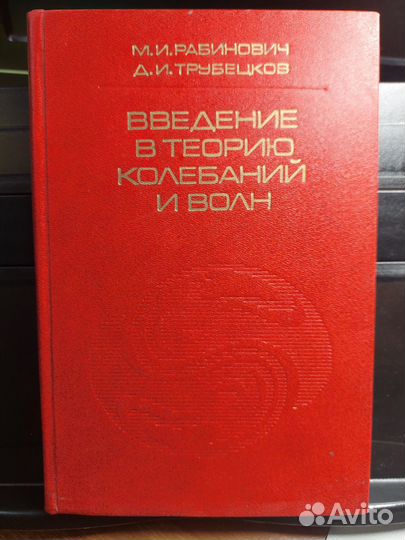 М.И.РАБИНОВИЧ
Д.И.ТРУБЕЦКОВ
ВВЕДЕНИЕ
В ТЕОРИЮ
КОЛЕБАНИЙ
И ВОЛН
Avito